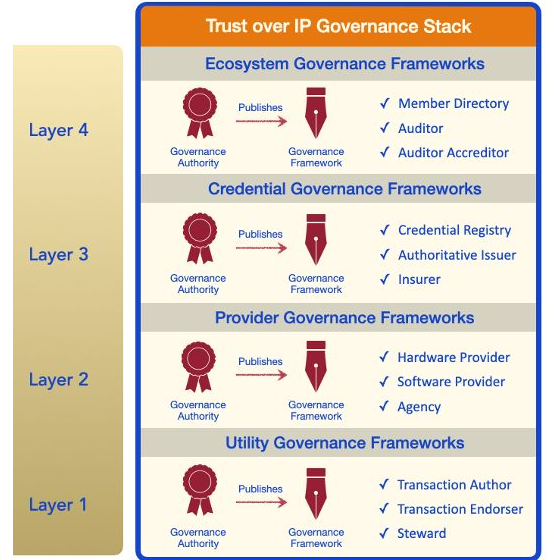 Trust over IP Governance Stack
Ecosystem Governance Frameworks
Layer 4
Publishes
Governance
Authority
Governance
Framework
✓ Member Directory
✓ Auditor
✓ Auditor Accreditor
Credential Governance Frameworks
Layer 3
Publishes
Governance
Authority
Governance
Framework
✓ Credential Registry
✓ Authoritative Issuer
✓ Insurer
Provider Governance Frameworks
Layer 2
Publishes
Governance
Authority
Governance
Framework
✓ Hardware Provider
✓ Software Provider
✓ Agency
Utility Governance Frameworks
Layer 1
Publishes
Governance
Authority
Governance
Framework
✓ Transaction Author
✓ Transaction Endorser
✓ Steward